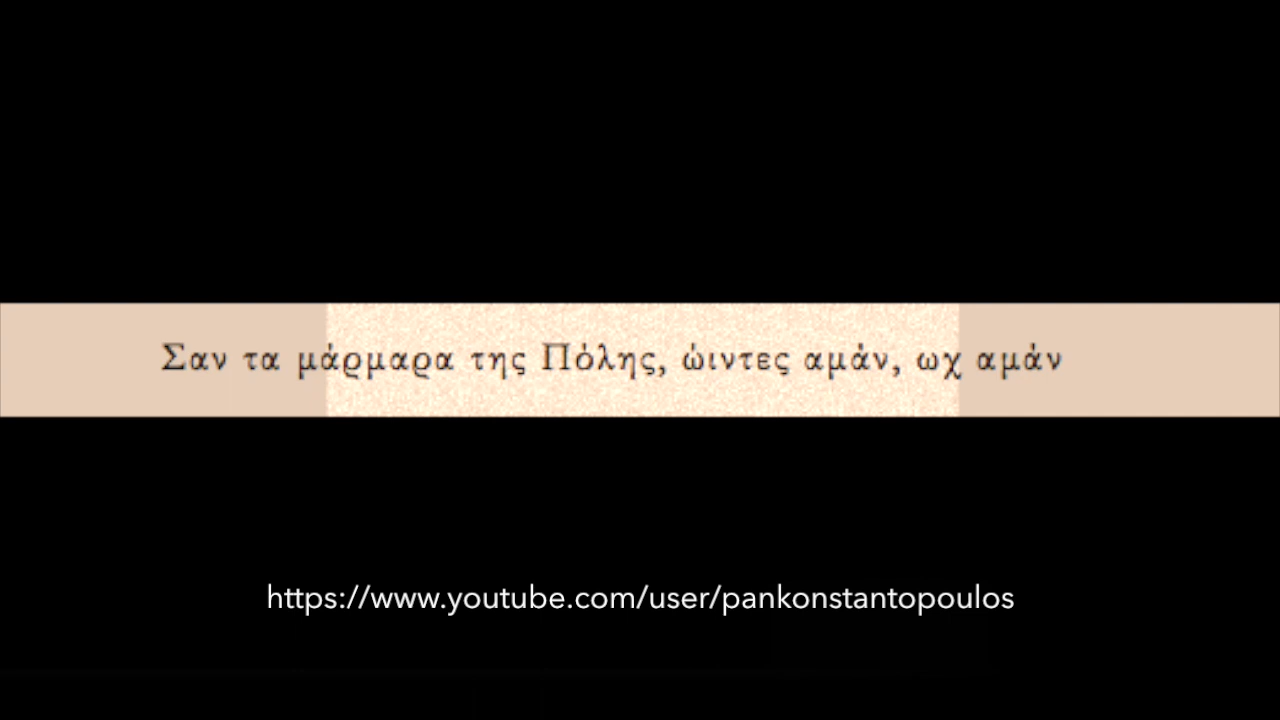 Σαν τα μάρμαρα της Πόλης, ώιντες αμάν, ωχ αμάν
https://www.youtube.com/user/pankonstantopoulos